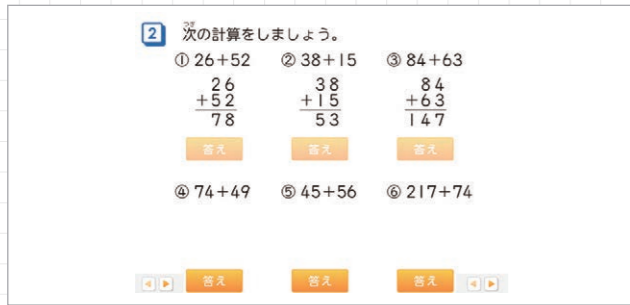 2 次の計算をしましょう。
つぎ
① 26+52 ② 38+15 ③ 84+63
26 38 84
+52 +15 +63
78 53 147
答え 答え 答え
④ 74+49 ⑤ 45+56 ⑥ 217+74
答え 答え 答え